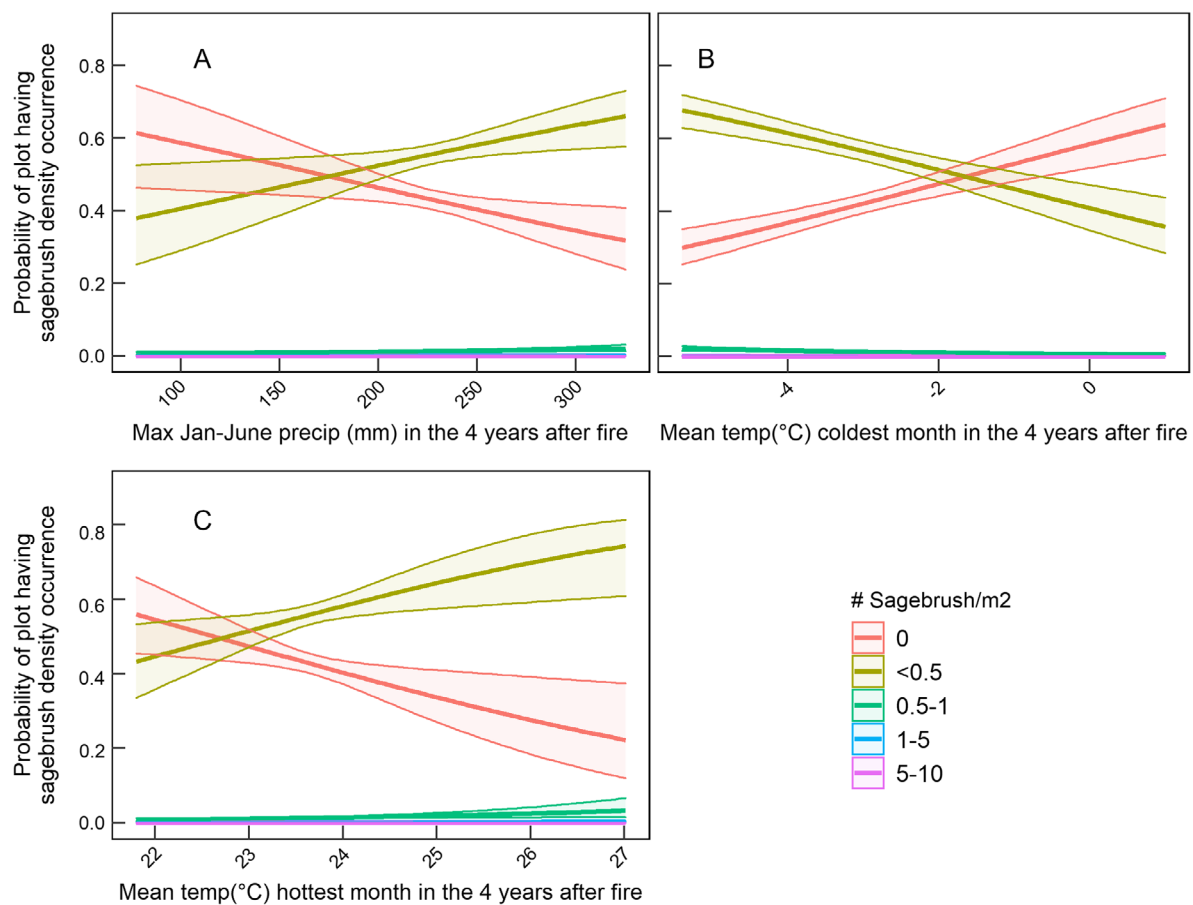 Probability of plot having
sagebrush density occurrence
A
0.8
0.6
0.4
0.2
0.0
100
150
200
250
300
Max Jan-June precip (mm) in the 4 years after fire
B
-4
-2
0
Mean temp(°C) coldest month in the 4 years after fire
Probability of plot having
sagebrush density occurrence
C
0.8
0.6
0.4
0.2
0.0
22
23
24
25
26
27
Mean temp(°C) hottest month in the 4 years after fire
# Sagebrush/m2
0
<0.5
0.5-1
1-5
5-10